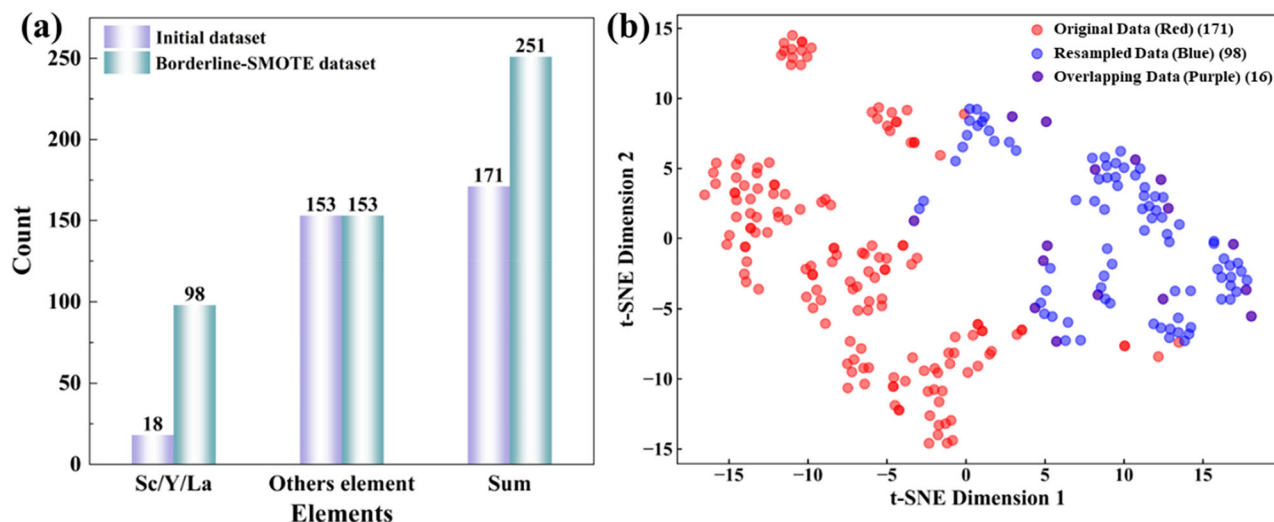 (a)
Initial dataset
Borderline-SMOTE dataset
250
200
150
100
50
0
Count
18
98
153
153
171
251
Sc/Y/La
Others element
Sum
Elements
(b)
Original Data (Red) (171)
Resampled Data (Blue) (98)
Overlapping Data (Purple) (16)
15
10
5
0
−5
−10
−15
t-SNE Dimension 2
−15
−10
−5
0
5
10
15
t-SNE Dimension 1